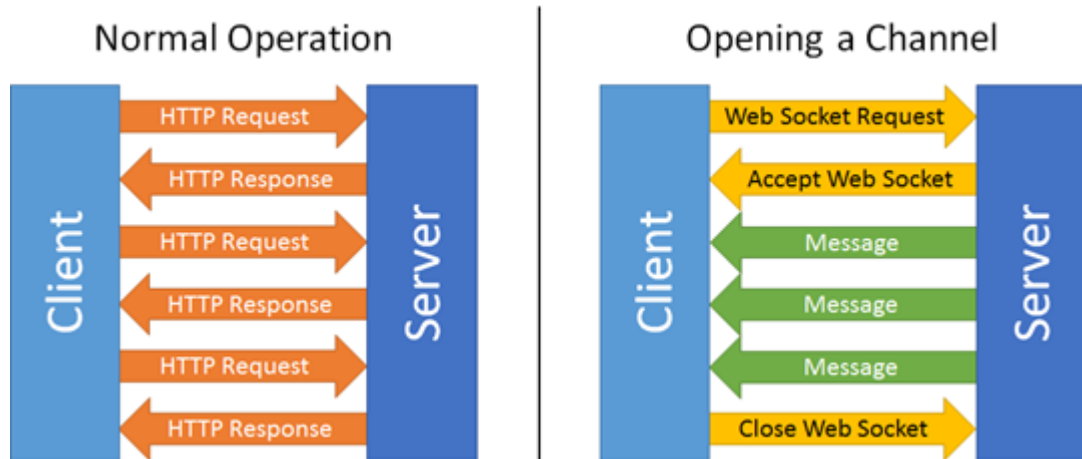 Normal Operation
Client
HTTP Request
HTTP Response
HTTP Request
HTTP Response
HTTP Request
HTTP Response
Server
Opening a Channel
Client
Web Socket Request
Accept Web Socket
Message
Message
Message
Close Web Socket
Server